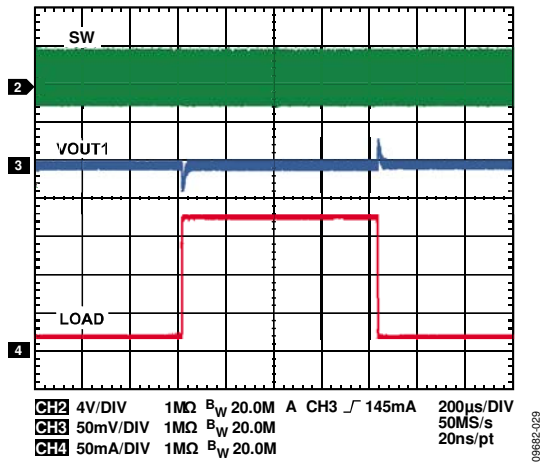 SW
2
VOUT1
3
LOAD
4
CH2 4V/DIV 1MΩ BW 20.0M A CH3 145mA 200µs/DIV
CH3 50mV/DIV 1MΩ BW 20.0M 50MS/s
CH4 50mA/DIV 1MΩ BW 20.0M 20ns/pt
09682-029